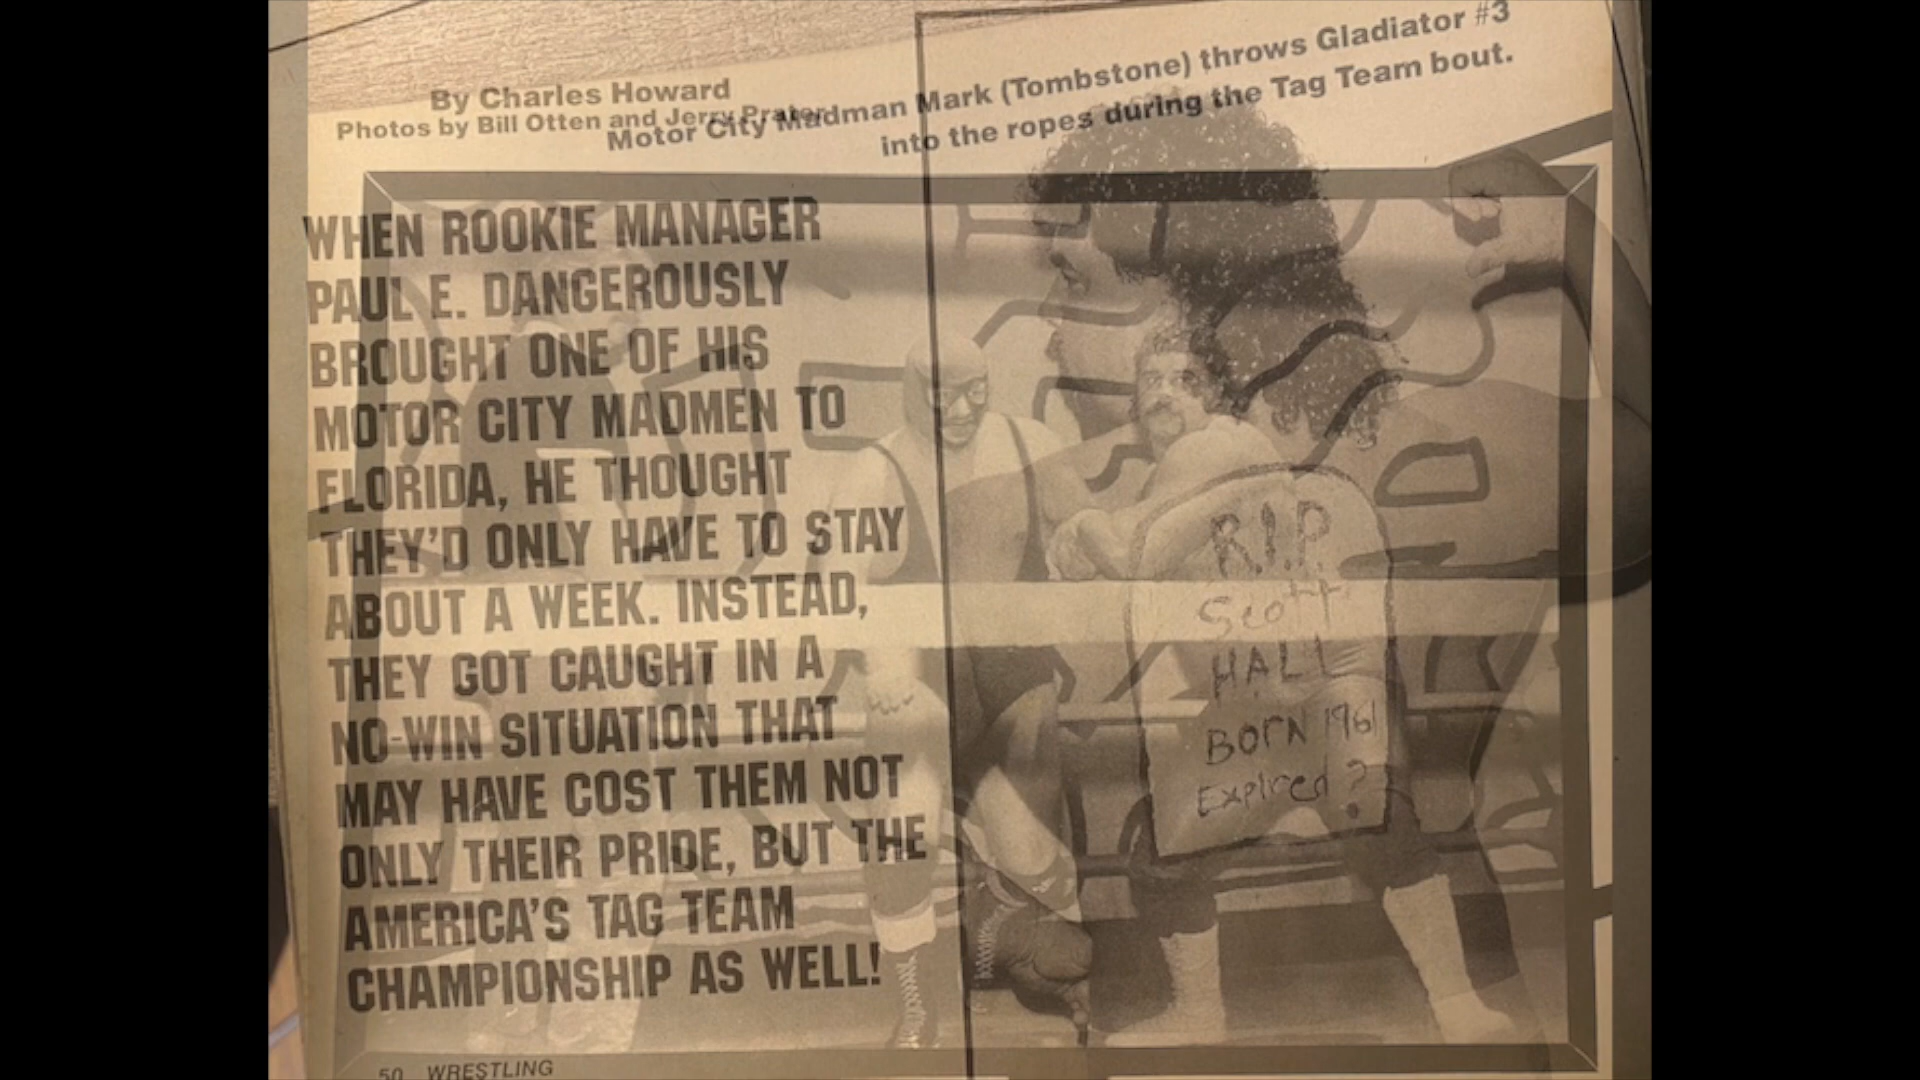 By Charles Howard
Photos by Bill Otten and Jerry Prater
Motor City Madman Mark (Tombstone) throws Gladiator #3
into the ropes during the Tag Team bout.
WHEN ROOKIE MANAGER
PAUL E. DANGEROUSLY
BROUGHT ONE OF HIS
MOTOR CITY MADMEN TO
FLORIDA, HE THOUGHT
THEY'D ONLY HAVE TO STAY
ABOUT A WEEK. INSTEAD,
THEY GOT CAUGHT IN A
NO-WIN SITUATION THAT
MAY HAVE COST THEM NOT
ONLY THEIR PRIDE, BUT THE
AMERICA'S TAG TEAM
CHAMPIONSHIP AS WELL!
R.I.P.
Scott
HALL
BORN 1961
Expired ?
50 WRESTLING